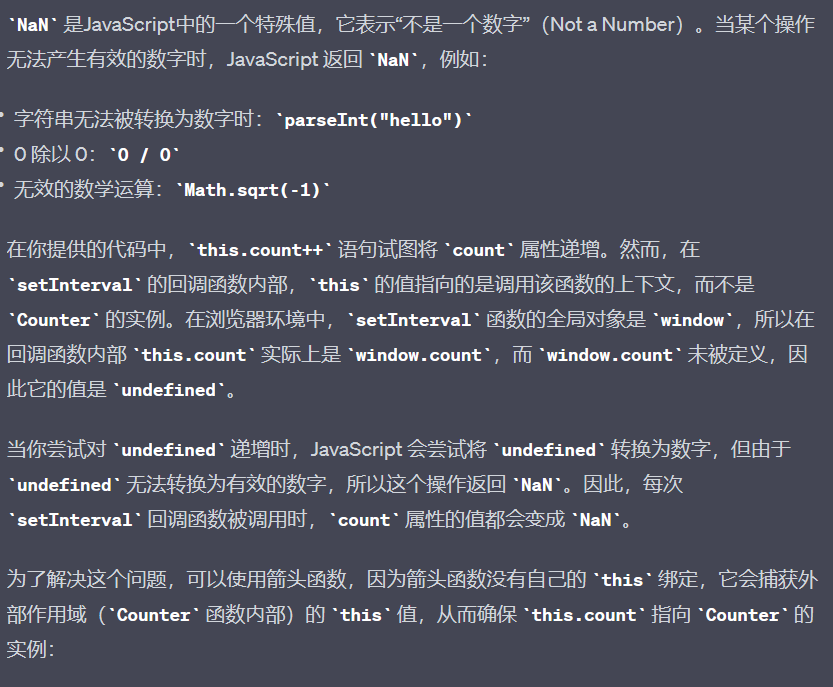 `NaN` 是JavaScript中的一个特殊值，它表示“不是一个数字”（Not a Number）。当某个操作
无法产生有效的数字时，JavaScript 返回 `NaN`，例如：
• 字符串无法被转换为数字时：`parseInt("hello")`
• 0 除以 0：`0 / 0`
• 无效的数学运算：`Math.sqrt(-1)`
在你提供的代码中，`this.count++` 语句试图将 `count` 属性递增。然而，在
`setInterval` 的回调函数内部，`this` 的值指向的是调用该函数的上下文，而不是
`Counter` 的实例。在浏览器环境中，`setInterval` 函数的全局对象是 `window`，所以在
回调函数内部 `this.count` 实际上是 `window.count`，而 `window.count` 未被定义，因
此它的值是 `undefined`。
当你尝试对 `undefined` 递增时，JavaScript 会尝试将 `undefined` 转换为数字，但由于
`undefined` 无法转换为有效的数字，所以这个操作返回 `NaN`。因此，每次
`setInterval` 回调函数被调用时，`count` 属性的值都会变成 `NaN`。
为了解决这个问题，可以使用箭头函数，因为箭头函数没有自己的 `this` 绑定，它会捕获外
部作用域（`Counter` 函数内部）的 `this` 值，从而确保 `this.count` 指向 `Counter` 的
实例：